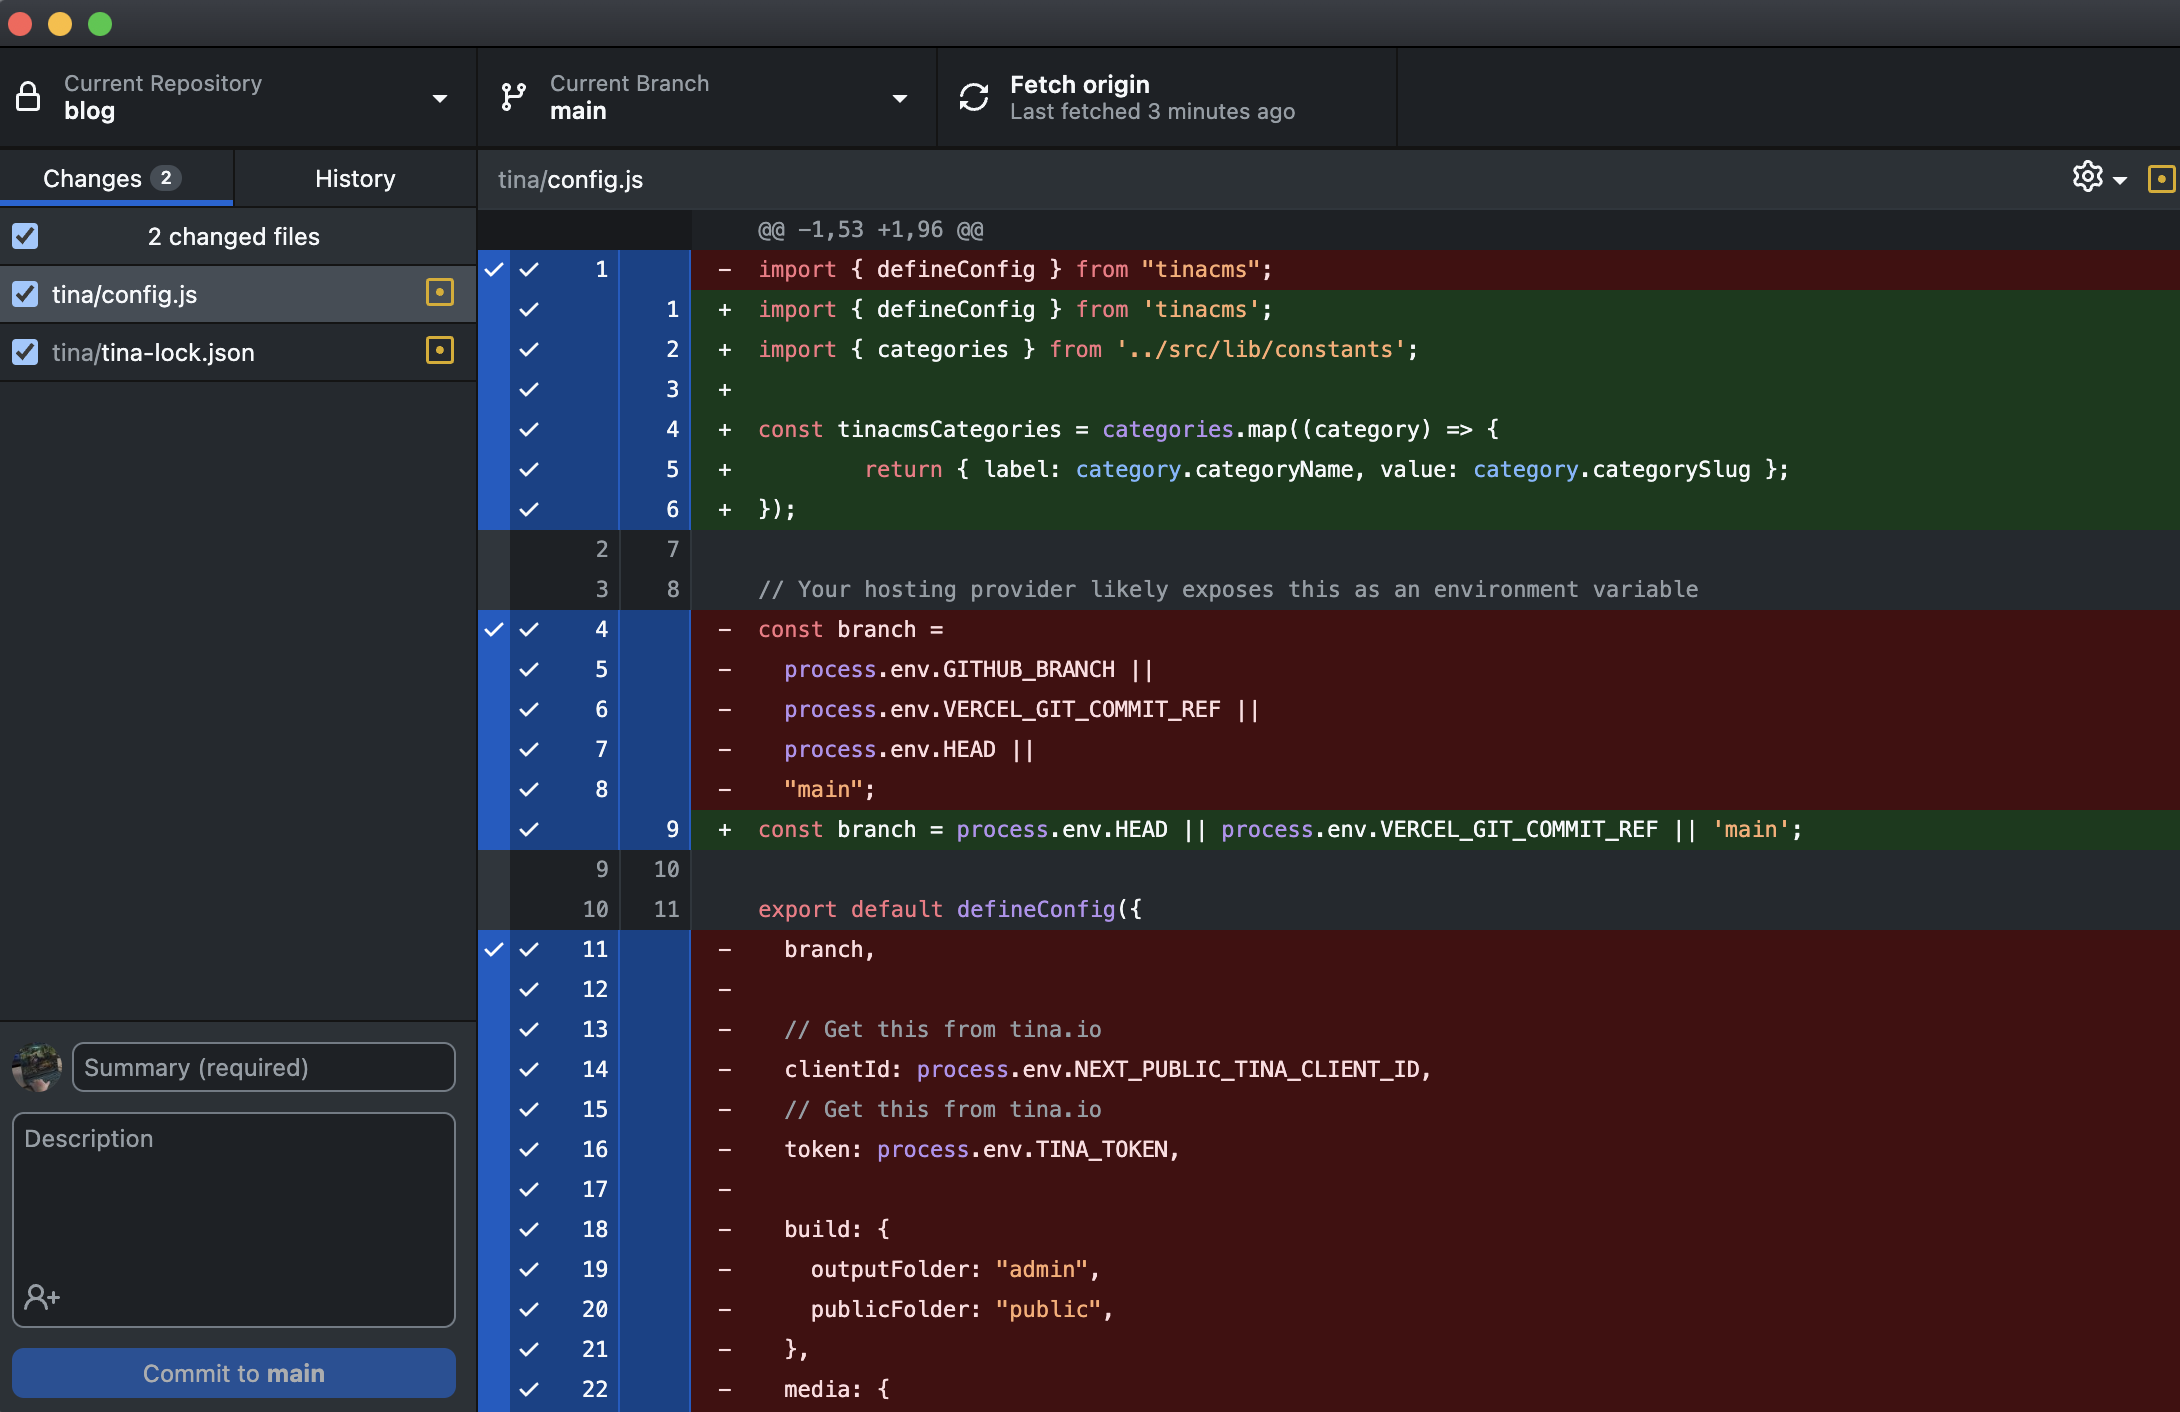 Current Repository
blog
Current Branch
main
Fetch origin
Last fetched 3 minutes ago
Changes 2
History
2 changed files
tina/config.js
tina/tina-lock.json
Summary (required)
Description
Commit to main
tina/config.js
@@ -1,53 +1,96 @@
1 - import { defineConfig } from "tinacms";
1 + import { defineConfig } from 'tinacms';
2 + import { categories } from '../src/lib/constants';
3 +
4 + const tinacmsCategories = categories.map((category) => {
5 + return { label: category.categoryName, value: category.categorySlug };
6 + });
2 7
3 8 // Your hosting provider likely exposes this as an environment variable
4 - const branch =
5 - process.env.GITHUB_BRANCH ||
6 - process.env.VERCEL_GIT_COMMIT_REF ||
7 - process.env.HEAD ||
8 - "main";
9 + const branch = process.env.HEAD || process.env.VERCEL_GIT_COMMIT_REF || 'main';
9 10
10 11 export default defineConfig({
11 - branch,
12 -
13 - // Get this from tina.io
14 - clientId: process.env.NEXT_PUBLIC_TINA_CLIENT_ID,
15 - // Get this from tina.io
16 - token: process.env.TINA_TOKEN,
17 -
18 - build: {
19 - outputFolder: "admin",
20 - publicFolder: "public",
21 - },
22 - media: {